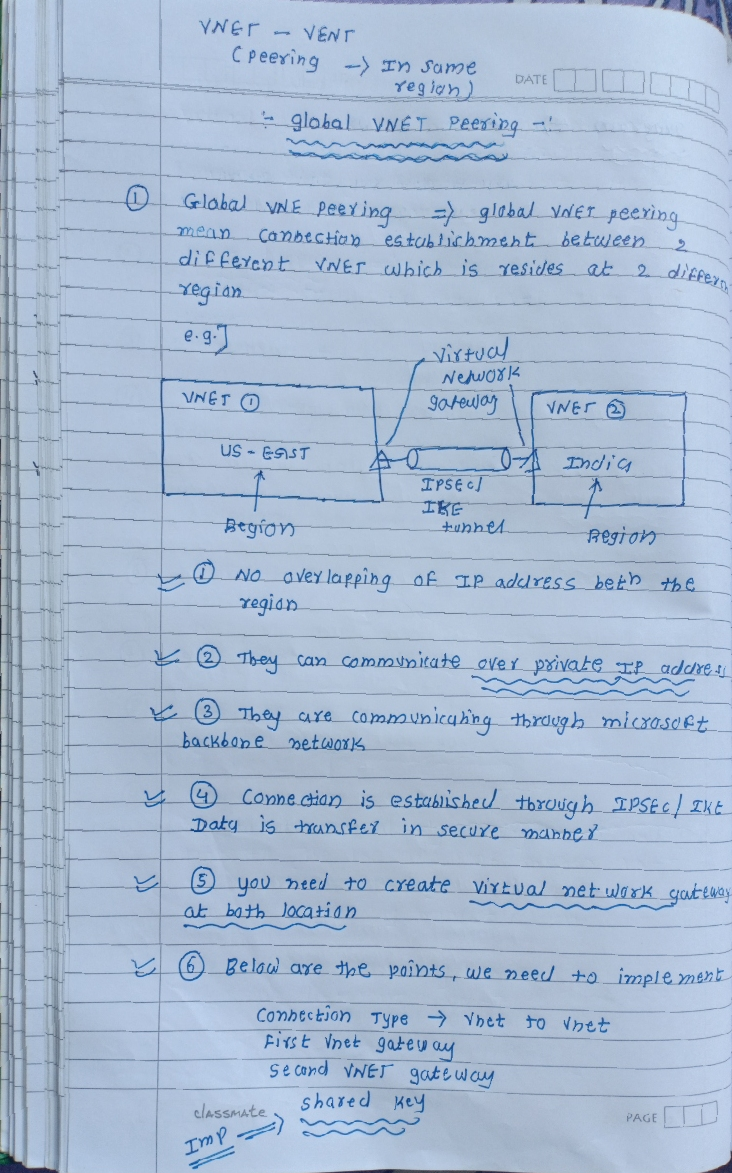 VNET - VENT
(peering -> In same
region)
DATE
:- global VNET Peering -:
① Global VNE peering => global VNET peering
mean connection establishment between 2
different VNET which is resides at 2 differen
region
e.g.]
virtual
Network
gateway
VNET ①
VNET ②
US - EAST
India
IPSEC/
IKE
tunnel
Region
Region
① No overlapping of IP address betn the
region
② They can communicate over private IP address
③ They are communicating through microsoft
backbone network
④ Connection is established through IPSEC/ IKE
Data is transfer in secure manner
⑤ you need to create virtual network gateway
at both location
⑥ Below are the points, we need to implement
Connection Type -> Vnet to Vnet
First Vnet gateway
Second VNET gateway
shared key
classmate
Imp =>
PAGE